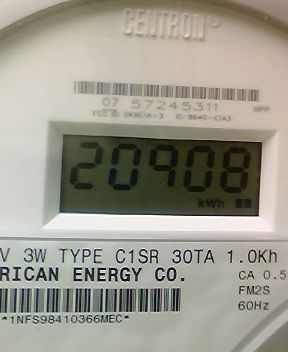 CENTRON®
07 57245311
HPP
20908
kWh
V 3W TYPE C1SR 30TA 1.0Kh
RICAN ENERGY CO.
CA 0.5
FM2S
60Hz
*1NFS98410366MEC*